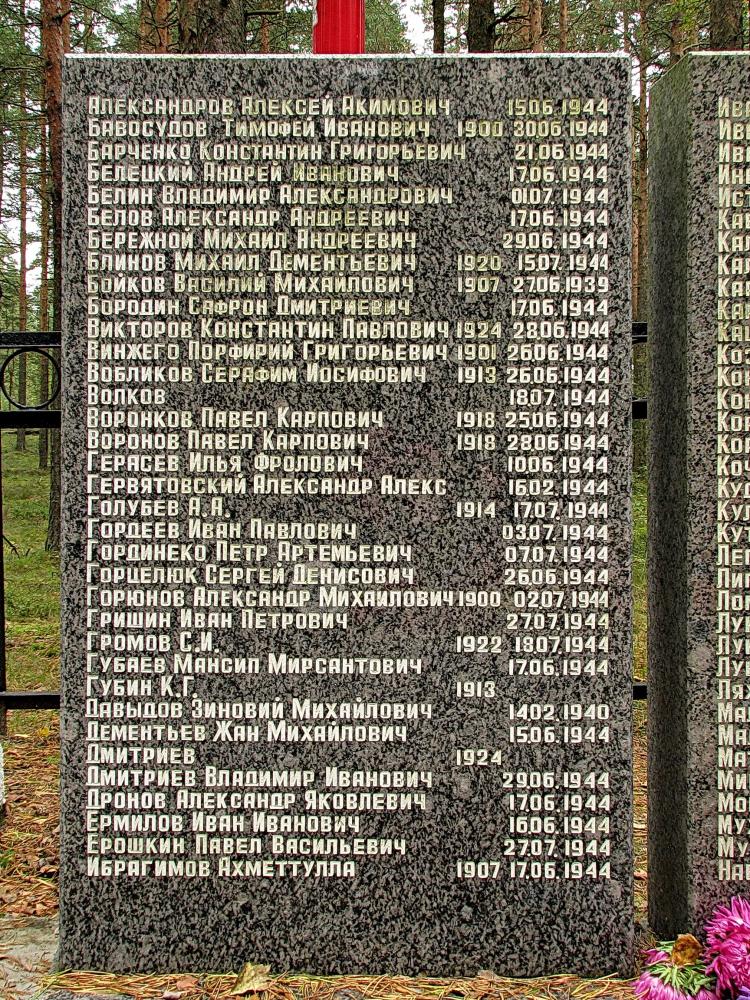 Александров Алексей Акимович 15.06.1944
Бавосудов Тимофей Иванович 1900 30.06.1944
Барченко Константин Григорьевич 21.06.1944
Белецкий Андрей Иванович 17.06.1944
Белин Владимир Александрович 01.07.1944
Белов Александр Андреевич 17.06.1944
Бережной Михаил Андреевич 29.06.1944
Блинов Михаил Дементьевич 1920 15.07.1944
Бойков Василий Михайлович 1907 27.06.1939
Бородин Сафрон Дмитриевич 17.06.1944
Викторов Константин Павлович 1924 28.06.1944
Винжего Порфирий Григорьевич 1901 26.06.1944
Вобликов Серафим Иосифович 1913 26.06.1944
Волков 18.07.1944
Воронков Павел Карпович 1918 25.06.1944
Воронов Павел Карпович 1918 28.06.1944
Герасев Илья Фролович 10.06.1944
Гервятовский Александр Алекс 16.02.1944
Голубев А.А. 1914 17.07.1944
Гордеев Иван Павлович 03.07.1944
Гординеко Петр Артемьевич 07.07.1944
Горцелюк Сергей Денисович 26.06.1944
Горюнов Александр Михайлович 1900 02.07.1944
Гришин Иван Петрович 27.07.1944
Громов С.И. 1922 18.07.1944
Губаев Мансип Мирсантович 17.06.1944
Губин К.Г. 1913
Давыдов Зиновий Михайлович 14.02.1940
Дементьев Жан Михайлович 15.06.1944
Дмитриев 1924
Дмитриев Владимир Иванович 29.06.1944
Дронов Александр Яковлевич 17.06.1944
Ермилов Иван Иванович 16.06.1944
Ерошкин Павел Васильевич 27.07.1944
Ибрагимов Ахметтулла 1907 17.06.1944